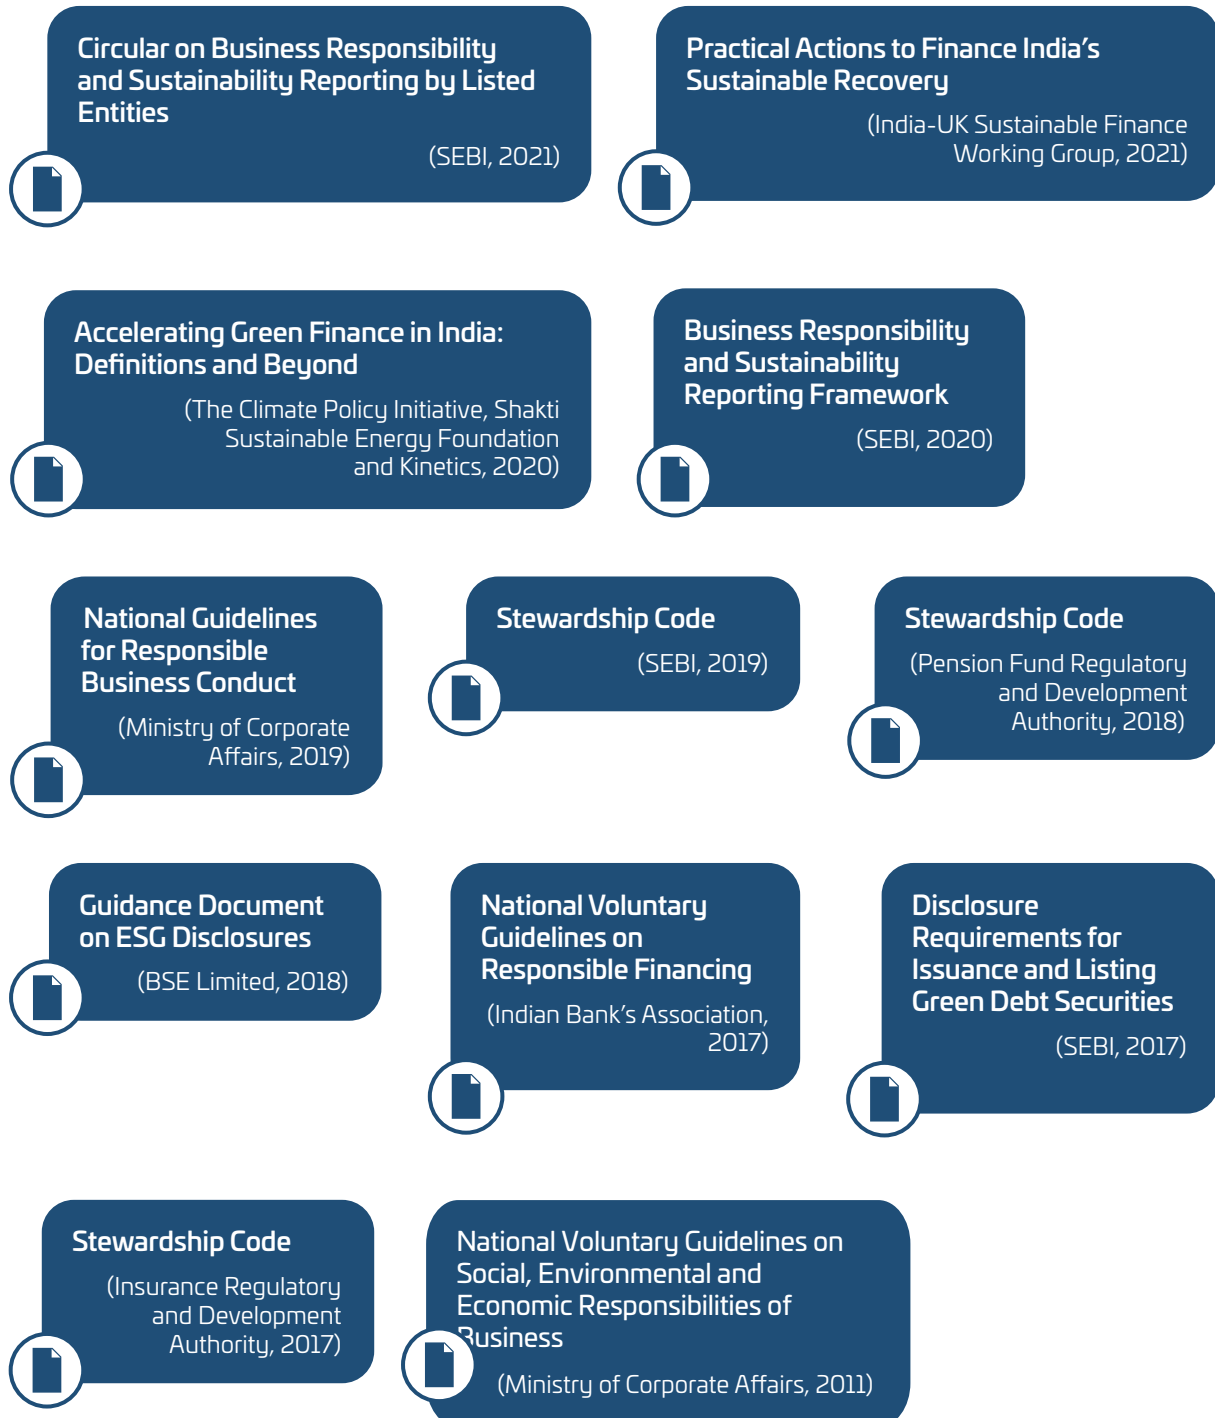 Circular on Business Responsibility
and Sustainability Reporting by Listed
Entities
(SEBI, 2021)
Practical Actions to Finance India's
Sustainable Recovery
(India-UK Sustainable Finance
Working Group, 2021)
Accelerating Green Finance in India:
Definitions and Beyond
(The Climate Policy Initiative, Shakti
Sustainable Energy Foundation
and Kinetics, 2020)
Business Responsibility
and Sustainability
Reporting Framework
(SEBI, 2020)
National Guidelines
for Responsible
Business Conduct
(Ministry of Corporate
Affairs, 2019)
Stewardship Code
(SEBI, 2019)
Stewardship Code
(Pension Fund Regulatory
and Development
Authority, 2018)
Guidance Document
on ESG Disclosures
(BSE Limited, 2018)
National Voluntary
Guidelines on
Responsible Financing
(Indian Bank's Association,
2017)
Disclosure
Requirements for
Issuance and Listing
Green Debt Securities
(SEBI, 2017)
Stewardship Code
(Insurance Regulatory
and Development
Authority, 2017)
National Voluntary Guidelines on
Social, Environmental and
Economic Responsibilities of
Business
(Ministry of Corporate Affairs, 2011)